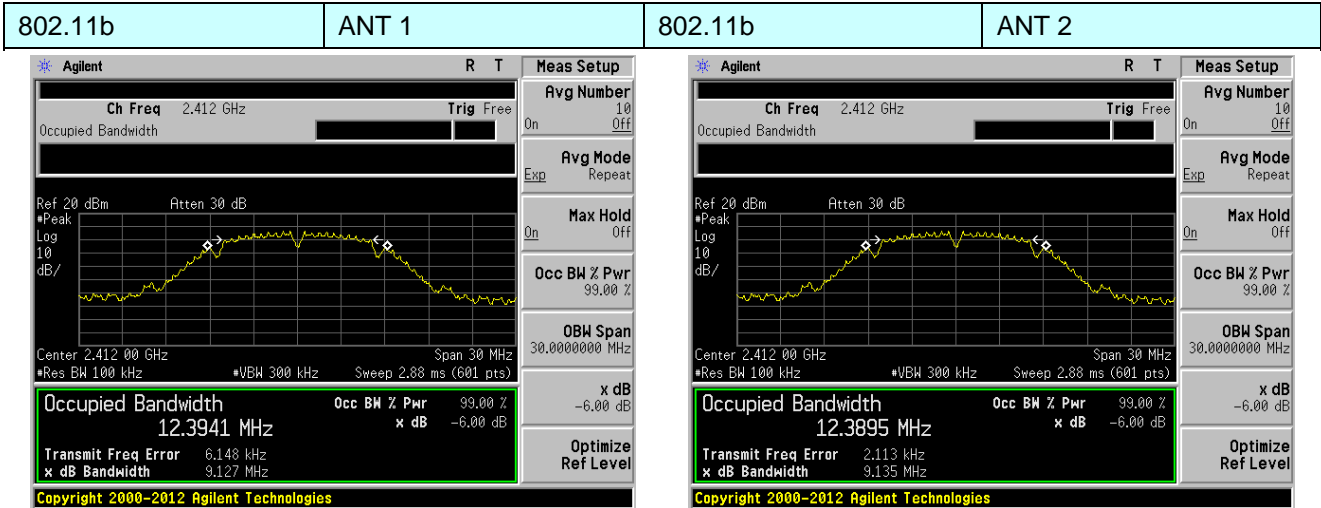 802.11b ANT 1 802.11b ANT 2
Agilent R T Meas Setup
Ch Freq 2.412 GHz Trig Free
Occupied Bandwidth
Avg Number
10
On Off
Avg Mode
Exp Repeat
Ref 20 dBm Atten 30 dB
#Peak
Log
10
dB/
Max Hold
On Off
Occ BW % Pwr
99.00 %
OBW Span
30.0000000 MHz
Center 2.412 00 GHz Span 30 MHz
#Res BW 100 kHz #VBW 300 kHz Sweep 2.88 ms (601 pts)
x dB
-6.00 dB
Occupied Bandwidth Occ BW % Pwr 99.00 %
12.3941 MHz x dB -6.00 dB
Transmit Freq Error 6.148 kHz
x dB Bandwidth 9.127 MHz
Optimize
Ref Level
Copyright 2000-2012 Agilent Technologies
Agilent R T Meas Setup
Ch Freq 2.412 GHz Trig Free
Occupied Bandwidth
Avg Number
10
On Off
Avg Mode
Exp Repeat
Ref 20 dBm Atten 30 dB
#Peak
Log
10
dB/
Max Hold
On Off
Occ BW % Pwr
99.00 %
OBW Span
30.0000000 MHz
Center 2.412 00 GHz Span 30 MHz
#Res BW 100 kHz #VBW 300 kHz Sweep 2.88 ms (601 pts)
x dB
-6.00 dB
Occupied Bandwidth Occ BW % Pwr 99.00 %
12.3895 MHz x dB -6.00 dB
Transmit Freq Error 2.113 kHz
x dB Bandwidth 9.135 MHz
Optimize
Ref Level
Copyright 2000-2012 Agilent Technologies